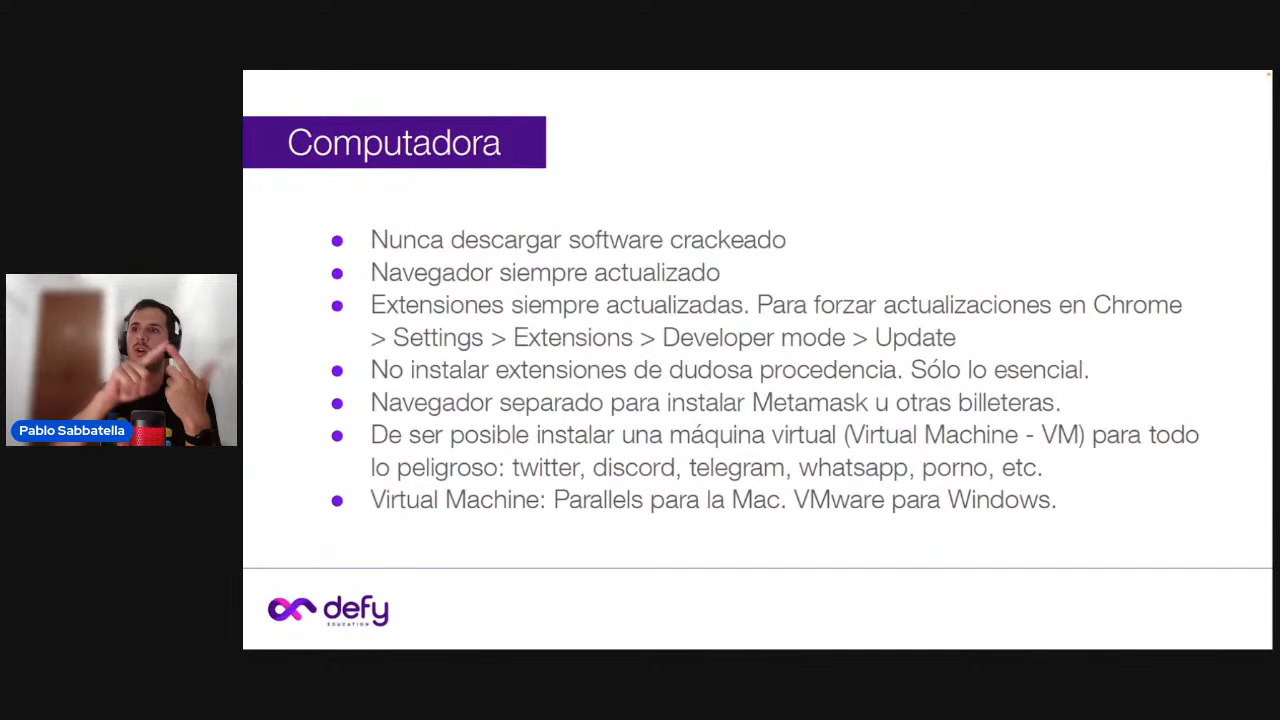 Computadora
Nunca descargar software crackeado
Navegador siempre actualizado
Extensiones siempre actualizadas. Para forzar actualizaciones en Chrome
> Settings > Extensions > Developer mode > Update
No instalar extensiones de dudosa procedencia. Sólo lo esencial.
Navegador separado para instalar Metamask u otras billeteras.
De ser posible instalar una máquina virtual (Virtual Machine - VM) para todo
lo peligroso: twitter, discord, telegram, whatsapp, porno, etc.
Virtual Machine: Parallels para la Mac. VMware para Windows.
Pablo Sabbatella
defy
EDUCATION